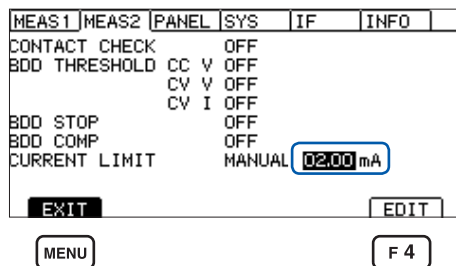 MEAS1 MEAS2 PANEL SYS IF INFO
CONTACT CHECK OFF
BDD THRESHOLD CC V OFF
CV V OFF
CV I OFF
BDD STOP OFF
BDD COMP OFF
CURRENT LIMIT MANUAL 02.00 mA
EXIT EDIT
MENU F 4